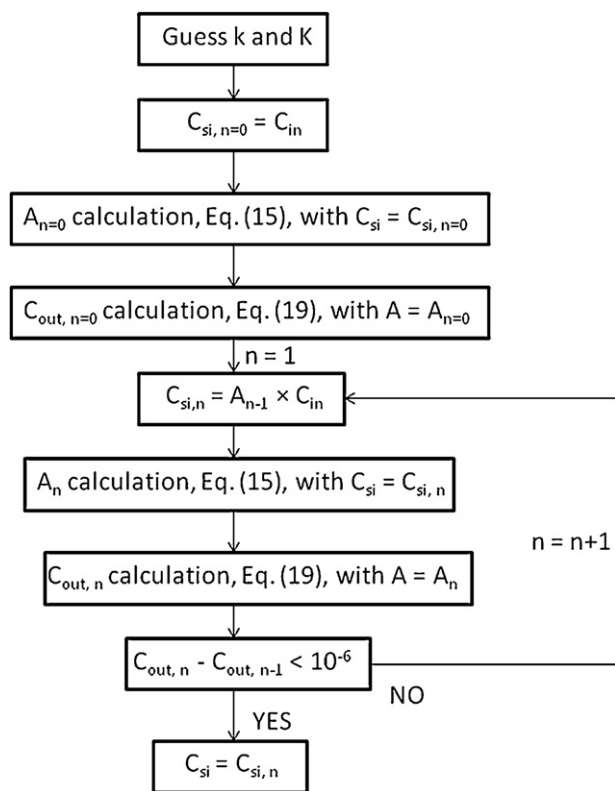 Guess k and K
C_si, n=0 = C_in
A_n=0 calculation, Eq. (15), with C_si = C_si, n=0
C_out, n=0 calculation, Eq. (19), with A = A_n=0
n = 1
C_si,n = A_n-1 × C_in
A_n calculation, Eq. (15), with C_si = C_si, n
n = n+1
C_out, n calculation, Eq. (19), with A = A_n
C_out, n - C_out, n-1 < 10^-6
NO
YES
C_si = C_si, n